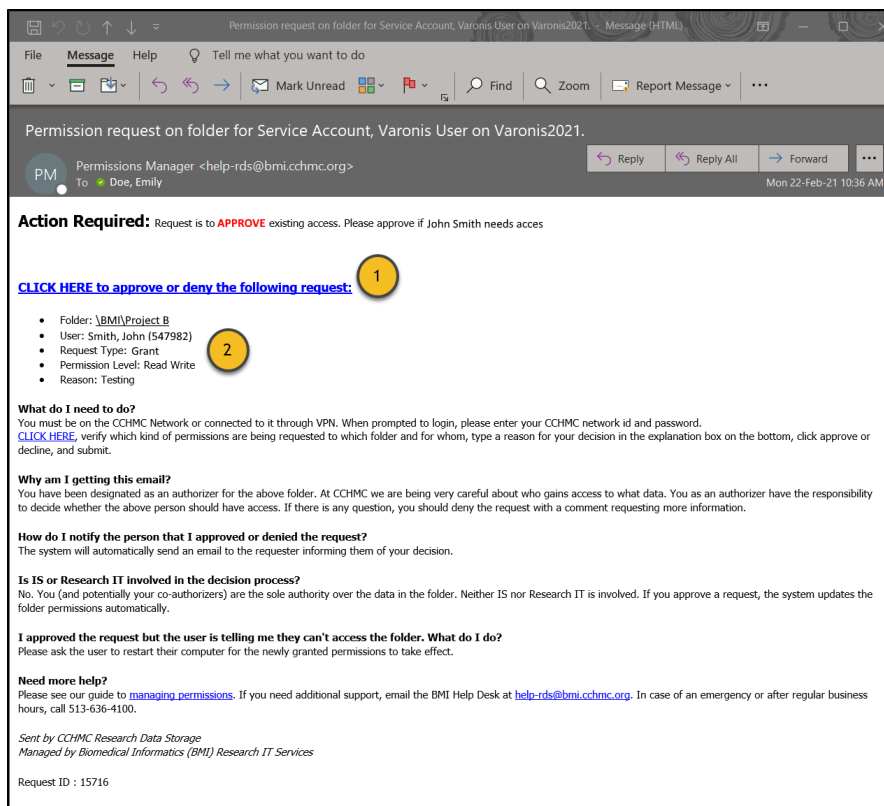 Permission request on folder for Service Account, Varonis User on Varonis2021. - Message (HTML)
File Message Help Tell me what you want to do
Mark Unread Find Zoom Report Message ...
Permission request on folder for Service Account, Varonis User on Varonis2021.
PM
Permissions Manager <help-rds@bmi.cchmc.org>
To Doe, Emily
Reply Reply All Forward ...
Mon 22-Feb-21 10:36 AM
Action Required: Request is to APPROVE existing access. Please approve if John Smith needs acces
CLICK HERE to approve or deny the following request:
1
• Folder: \BMI\Project B
• User: Smith, John (547982)
• Request Type: Grant
• Permission Level: Read Write
• Reason: Testing
2
What do I need to do?
You must be on the CCHMC Network or connected to it through VPN. When prompted to login, please enter your CCHMC network id and password.
CLICK HERE, verify which kind of permissions are being requested to which folder and for whom, type a reason for your decision in the explanation box on the bottom, click approve or
decline, and submit.
Why am I getting this email?
You have been designated as an authorizer for the above folder. At CCHMC we are being very careful about who gains access to what data. You as an authorizer have the responsibility
to decide whether the above person should have access. If there is any question, you should deny the request with a comment requesting more information.
How do I notify the person that I approved or denied the request?
The system will automatically send an email to the requester informing them of your decision.
Is IS or Research IT involved in the decision process?
No. You (and potentially your co-authorizers) are the sole authority over the data in the folder. Neither IS nor Research IT is involved. If you approve a request, the system updates the
folder permissions automatically.
I approved the request but the user is telling me they can't access the folder. What do I do?
Please ask the user to restart their computer for the newly granted permissions to take effect.
Need more help?
Please see our guide to managing permissions. If you need additional support, email the BMI Help Desk at help-rds@bmi.cchmc.org. In case of an emergency or after regular business
hours, call 513-636-4100.
Sent by CCHMC Research Data Storage
Managed by Biomedical Informatics (BMI) Research IT Services
Request ID : 15716